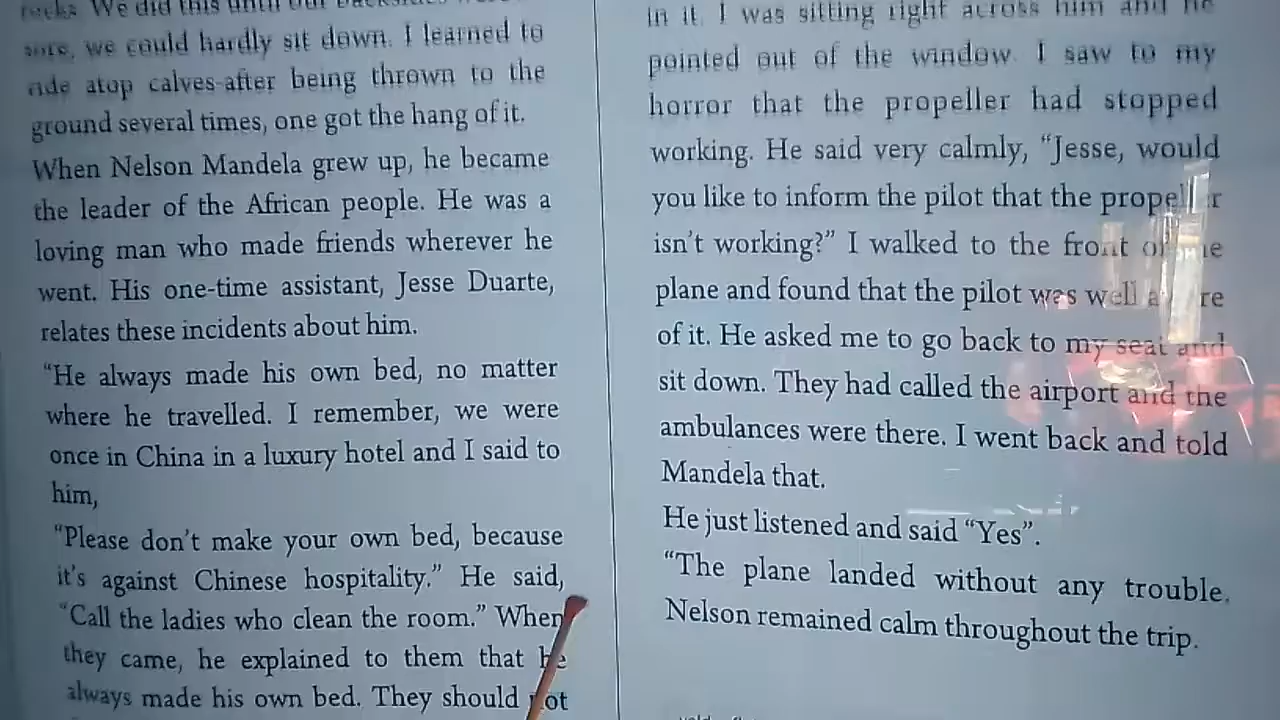 We did this until our
sore, we could hardly sit down. I learned to
ride atop calves-after being thrown to the
ground several times, one got the hang of it.
When Nelson Mandela grew up, he became
the leader of the African people. He was a
loving man who made friends wherever he
went. His one-time assistant, Jesse Duarte,
relates these incidents about him.
“He always made his own bed, no matter
where he travelled. I remember, we were
once in China in a luxury hotel and I said to
him,
“Please don’t make your own bed, because
it’s against Chinese hospitality.” He said,
“Call the ladies who clean the room.” When
they came, he explained to them that he
always made his own bed. They should not
in it. I was sitting right across him and he
pointed out of the window. I saw to my
horror that the propeller had stopped
working. He said very calmly, “Jesse, would
you like to inform the pilot that the propeller
isn’t working?” I walked to the front of the
plane and found that the pilot was well aware
of it. He asked me to go back to my seat and
sit down. They had called the airport and the
ambulances were there. I went back and told
Mandela that.
He just listened and said “Yes”.
“The plane landed without any trouble.
Nelson remained calm throughout the trip.